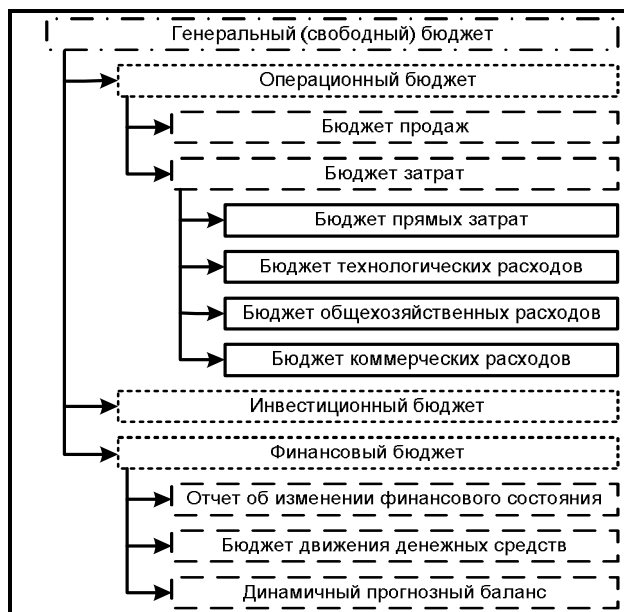 Генеральный (свободный) бюджет
Операционный бюджет
Бюджет продаж
Бюджет затрат
Бюджет прямых затрат
Бюджет технологических расходов
Бюджет общехозяйственных расходов
Бюджет коммерческих расходов
Инвестиционный бюджет
Финансовый бюджет
Отчет об изменении финансового состояния
Бюджет движения денежных средств
Динамичный прогнозный баланс